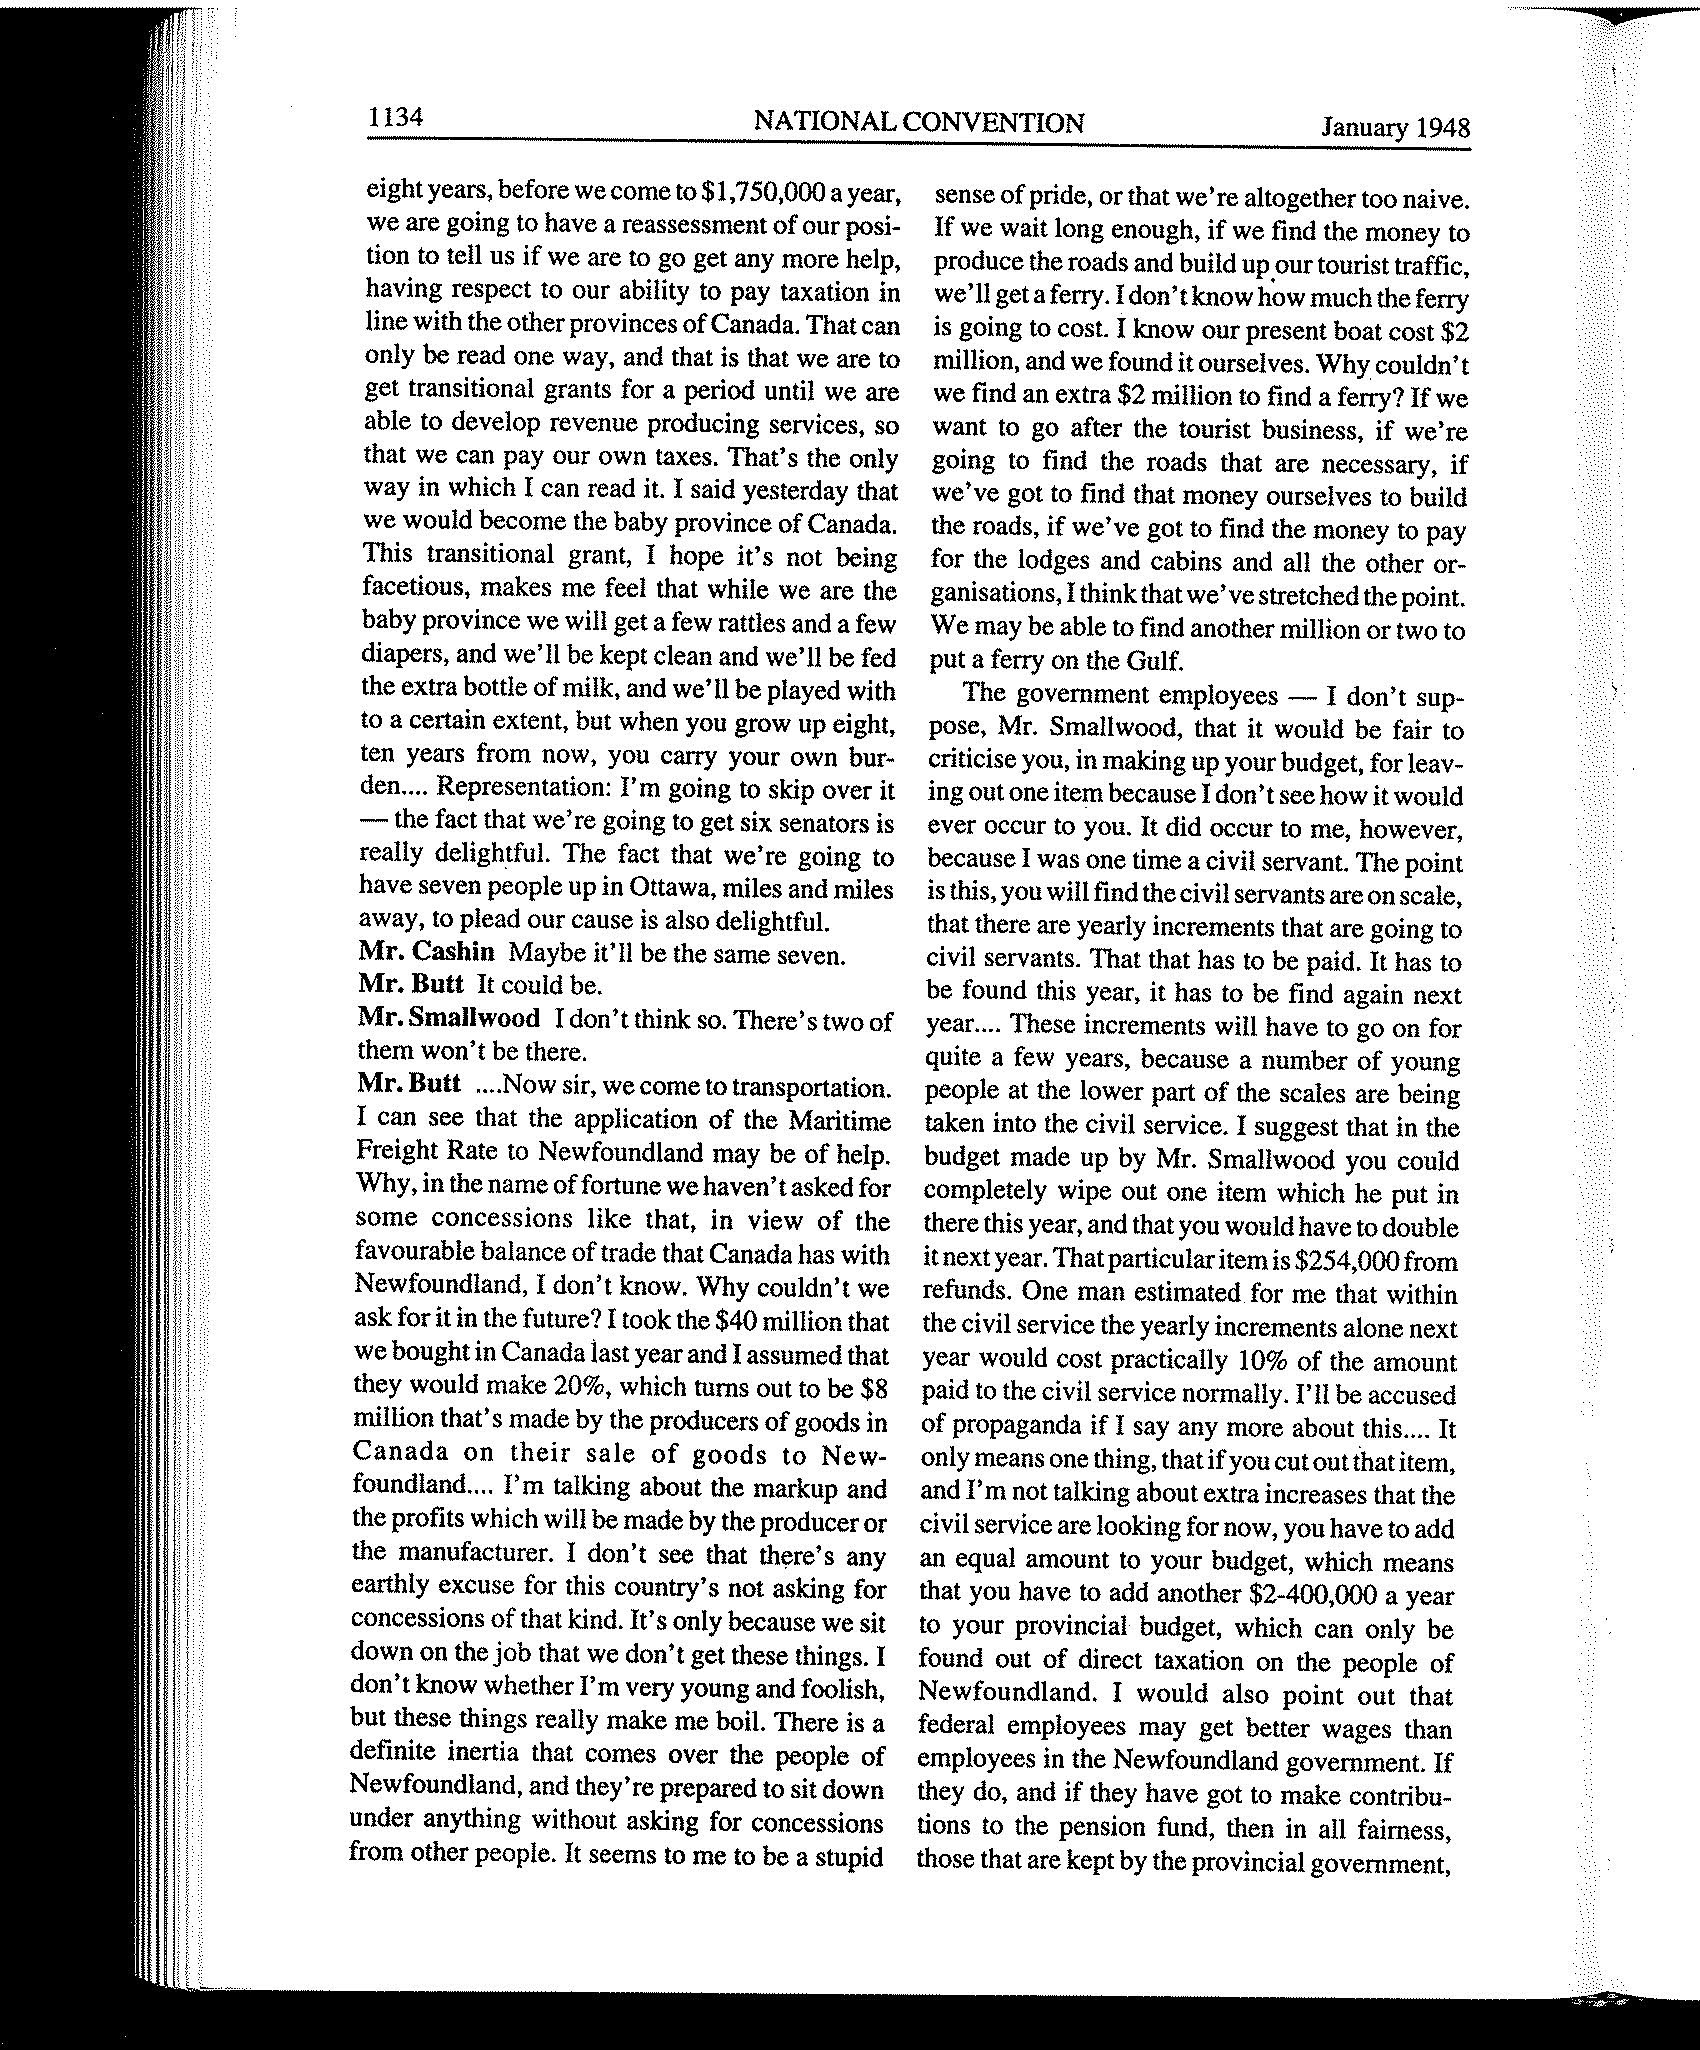 1134
NATIONAL CONVENTION
January 1948
eight years, before we come to $1,750,000 a year,
we are going to have a reassessment of our posi-
tion to tell us if we are to go get any more help,
having respect to our ability to pay taxation in
line with the other provinces of Canada. That can
only be read one way, and that is that we are to
get transitional grants for a period until we are
able to develop revenue producing services, so
that we can pay our own taxes. That's the only
way in which I can read it. I said yesterday that
we would become the baby province of Canada.
This transitional grant, I hope it's not being
facetious, makes me feel that while we are the
baby province we will get a few rattles and a few
diapers, and we'll be kept clean and we'll be fed
the extra bottle of milk, and we'll be played with
to a certain extent, but when you grow up eight,
ten years from now, you carry your own bur-
den.... Representation: I'm going to skip over it
— the fact that we're going to get six senators is
really delightful. The fact that we're going to
have seven people up in Ottawa, miles and miles
away, to plead our cause is also delightful.
Mr. Cashin Maybe it'll be the same seven.
Mr. Butt It could be.
Mr. Smallwood I don't think so. There's two of
them won't be there.
Mr. Butt ....Now sir, we come to transportation.
I can see that the application of the Maritime
Freight Rate to Newfoundland may be of help.
Why, in the name of fortune we haven't asked for
some concessions like that, in view of the
favourable balance of trade that Canada has with
Newfoundland, I don't know. Why couldn't we
ask for it in the future? I took the $40 million that
we bought in Canada last year and I assumed that
they would make 20%, which turns out to be $8
million that's made by the producers of goods in
Canada on their sale of goods to New-
foundland.... I'm talking about the markup and
the profits which will be made by the producer or
the manufacturer. I don't see that there's any
earthly excuse for this country's not asking for
concessions of that kind. It's only because we sit
down on the job that we don't get these things. I
don't know whether I'm very young and foolish,
but these things really make me boil. There is a
definite inertia that comes over the people of
Newfoundland, and they're prepared to sit down
under anything without asking for concessions
from other people. It seems to me to be a stupid
sense of pride, or that we're altogether too naive.
If we wait long enough, if we find the money to
produce the roads and build up our tourist traffic,
we'll get a ferry. I don't know how much the ferry
is going to cost. I know our present boat cost $2
million, and we found it ourselves. Why couldn't
we find an extra $2 million to find a ferry? If we
want to go after the tourist business, if we're
going to find the roads that are necessary, if
we've got to find that money ourselves to build
the roads, if we've got to find the money to pay
for the lodges and cabins and all the other or-
ganisations, I think that we've stretched the point.
We may be able to find another million or two to
put a ferry on the Gulf.
The government employees — I don't sup-
pose, Mr. Smallwood, that it would be fair to
criticise you, in making up your budget, for leav-
ing out one item because I don't see how it would
ever occur to you. It did occur to me, however,
because I was one time a civil servant. The point
is this, you will find the civil servants are on scale,
that there are yearly increments that are going to
civil servants. That that has to be paid. It has to
be found this year, it has to be find again next
year.... These increments will have to go on for
quite a few years, because a number of young
people at the lower part of the scales are being
taken into the civil service. I suggest that in the
budget made up by Mr. Smallwood you could
completely wipe out one item which he put in
there this year, and that you would have to double
it next year. That particular item is $254,000 from
refunds. One man estimated for me that within
the civil service the yearly increments alone next
year would cost practically 10% of the amount
paid to the civil service normally. I'll be accused
of propaganda if I say any more about this.... It
only means one thing, that if you cut out that item,
and I'm not talking about extra increases that the
civil service are looking for now, you have to add
an equal amount to your budget, which means
that you have to add another $2-400,000 a year
to your provincial budget, which can only be
found out of direct taxation on the people of
Newfoundland. I would also point out that
federal employees may get better wages than
employees in the Newfoundland government. If
they do, and if they have got to make contribu-
tions to the pension fund, then in all fairness,
those that are kept by the provincial government,